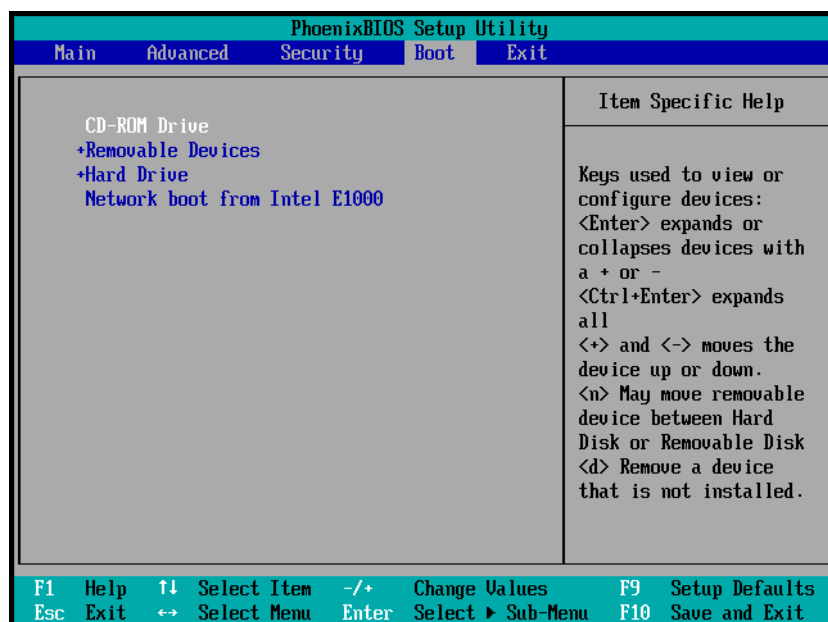 PhoenixBIOS Setup Utility
Main Advanced Security Boot Exit
CD-ROM Drive
+Removable Devices
+Hard Drive
Network boot from Intel E1000
Item Specific Help
Keys used to view or
configure devices:
<Enter> expands or
collapses devices with
a + or -
<Ctrl+Enter> expands
all
<+> and <-> moves the
device up or down.
<n> May move removable
device between Hard
Disk or Removable Disk
<d> Remove a device
that is not installed.
F1 Help ↑↓ Select Item -/+ Change Values F9 Setup Defaults
Esc Exit ↔ Select Menu Enter Select ▶ Sub-Menu F10 Save and Exit